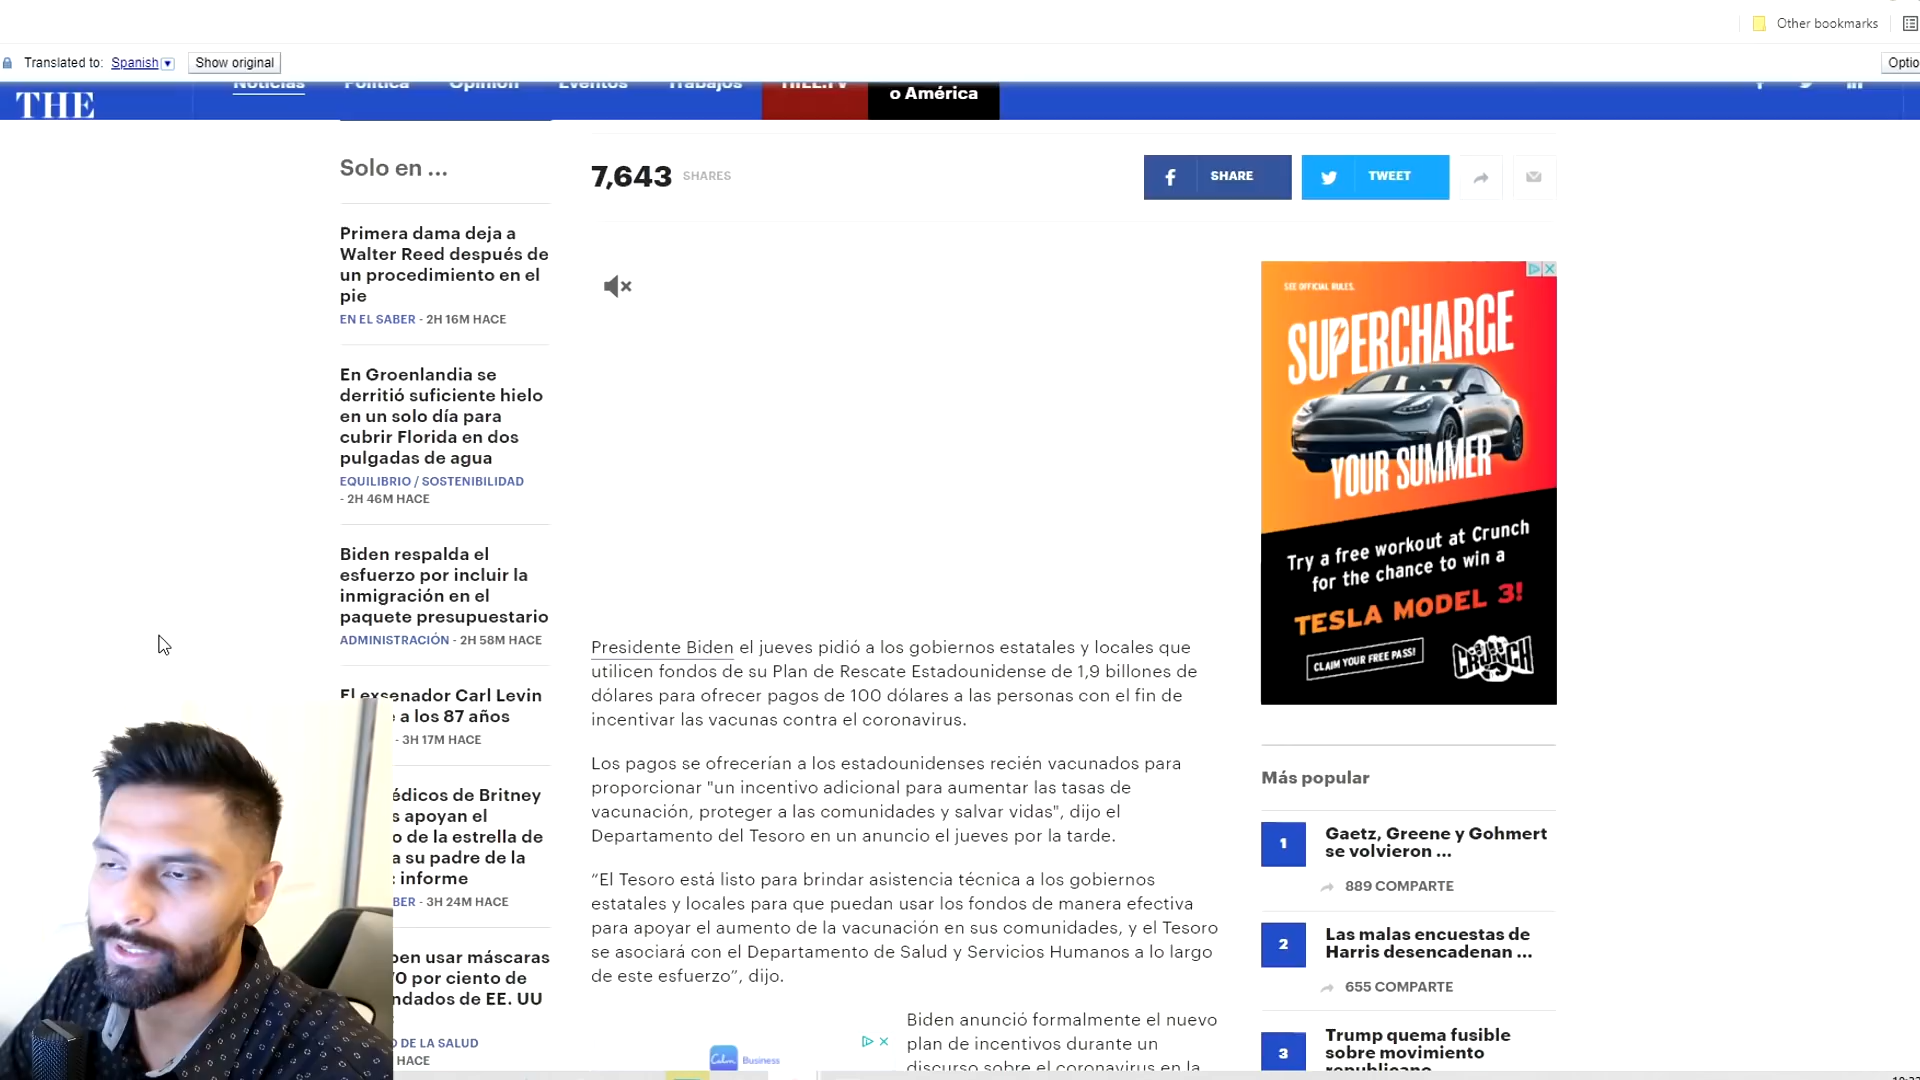 Other bookmarks
Translated to: Spanish Show original
Optio
THE
Noticias Política Opinión Eventos Trabajos HILL.TV
o América
Solo en ...
Primera dama deja a
Walter Reed después de
un procedimiento en el
pie
EN EL SABER - 2H 16M HACE
En Groenlandia se
derritió suficiente hielo
en un solo día para
cubrir Florida en dos
pulgadas de agua
EQUILIBRIO / SOSTENIBILIDAD
- 2H 46M HACE
Biden respalda el
esfuerzo por incluir la
inmigración en el
paquete presupuestario
ADMINISTRACIÓN - 2H 58M HACE
El exsenador Carl Levin
a los 87 años
- 3H 17M HACE
édicos de Britney
s apoyan el
o de la estrella de
a su padre de la
: informe
BER - 3H 24M HACE
ben usar máscaras
70 por ciento de
ndados de EE. UU
O DE LA SALUD
HACE
7,643 SHARES
SHARE
TWEET
Presidente Biden el jueves pidió a los gobiernos estatales y locales que
utilicen fondos de su Plan de Rescate Estadounidense de 1,9 billones de
dólares para ofrecer pagos de 100 dólares a las personas con el fin de
incentivar las vacunas contra el coronavirus.
Los pagos se ofrecerían a los estadounidenses recién vacunados para
proporcionar "un incentivo adicional para aumentar las tasas de
vacunación, proteger a las comunidades y salvar vidas", dijo el
Departamento del Tesoro en un anuncio el jueves por la tarde.
“El Tesoro está listo para brindar asistencia técnica a los gobiernos
estatales y locales para que puedan usar los fondos de manera efectiva
para apoyar el aumento de la vacunación en sus comunidades, y el Tesoro
se asociará con el Departamento de Salud y Servicios Humanos a lo largo
de este esfuerzo”, dijo.
Calm Business
Biden anunció formalmente el nuevo
plan de incentivos durante un
discurso sobre el coronavirus en la
SEE OFFICIAL RULES.
SUPERCHARGE
YOUR SUMMER
Try a free workout at Crunch
for the chance to win a
TESLA MODEL 3!
CLAIM YOUR FREE PASS!
CRUNCH
Más popular
1
Gaetz, Greene y Gohmert
se volvieron ...
889 COMPARTE
2
Las malas encuestas de
Harris desencadenan ...
655 COMPARTE
3
Trump quema fusible
sobre movimiento
republicano